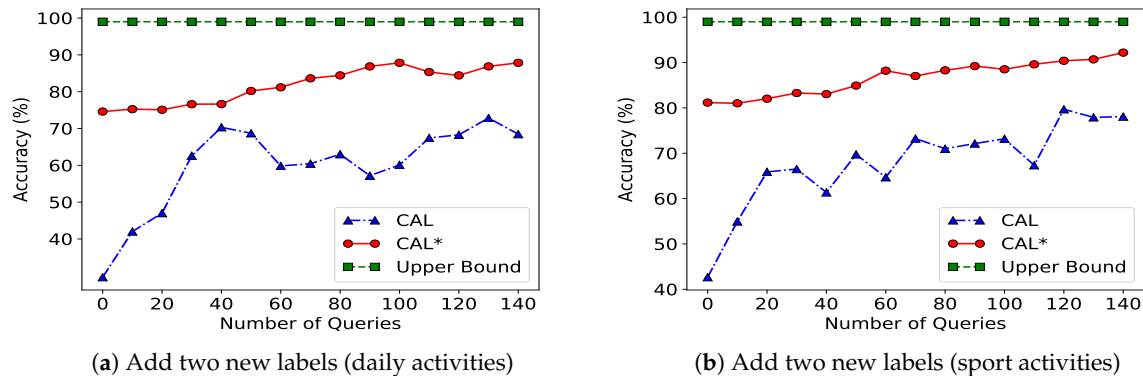 100
90
80
70
60
50
40
Accuracy (%)
CAL
CAL*
Upper Bound
0 20 40 60 80 100 120 140
Number of Queries
(a) Add two new labels (daily activities)
100
90
80
70
60
50
40
Accuracy (%)
CAL
CAL*
Upper Bound
0 20 40 60 80 100 120 140
Number of Queries
(b) Add two new labels (sport activities)